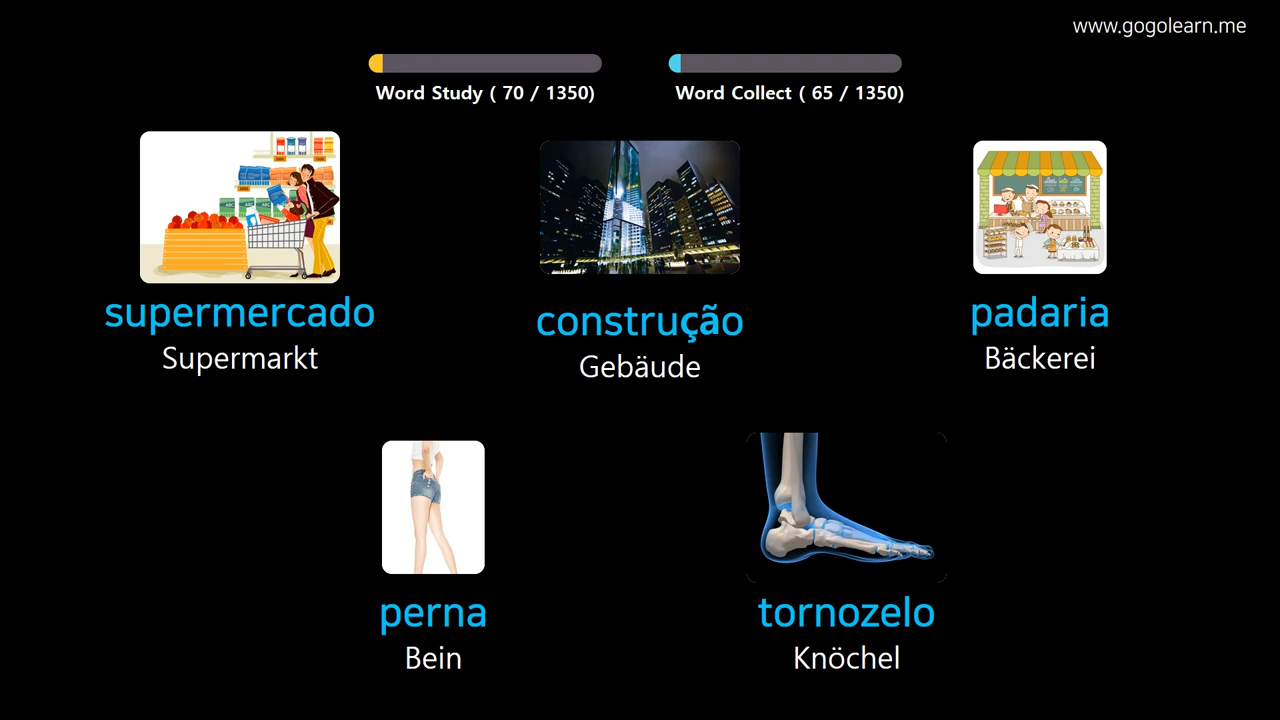 www.gogolearn.me
Word Study ( 70 / 1350)
Word Collect ( 65 / 1350)
supermercado
Supermarkt
construção
Gebäude
padaria
Bäckerei
perna
Bein
tornozelo
Knöchel